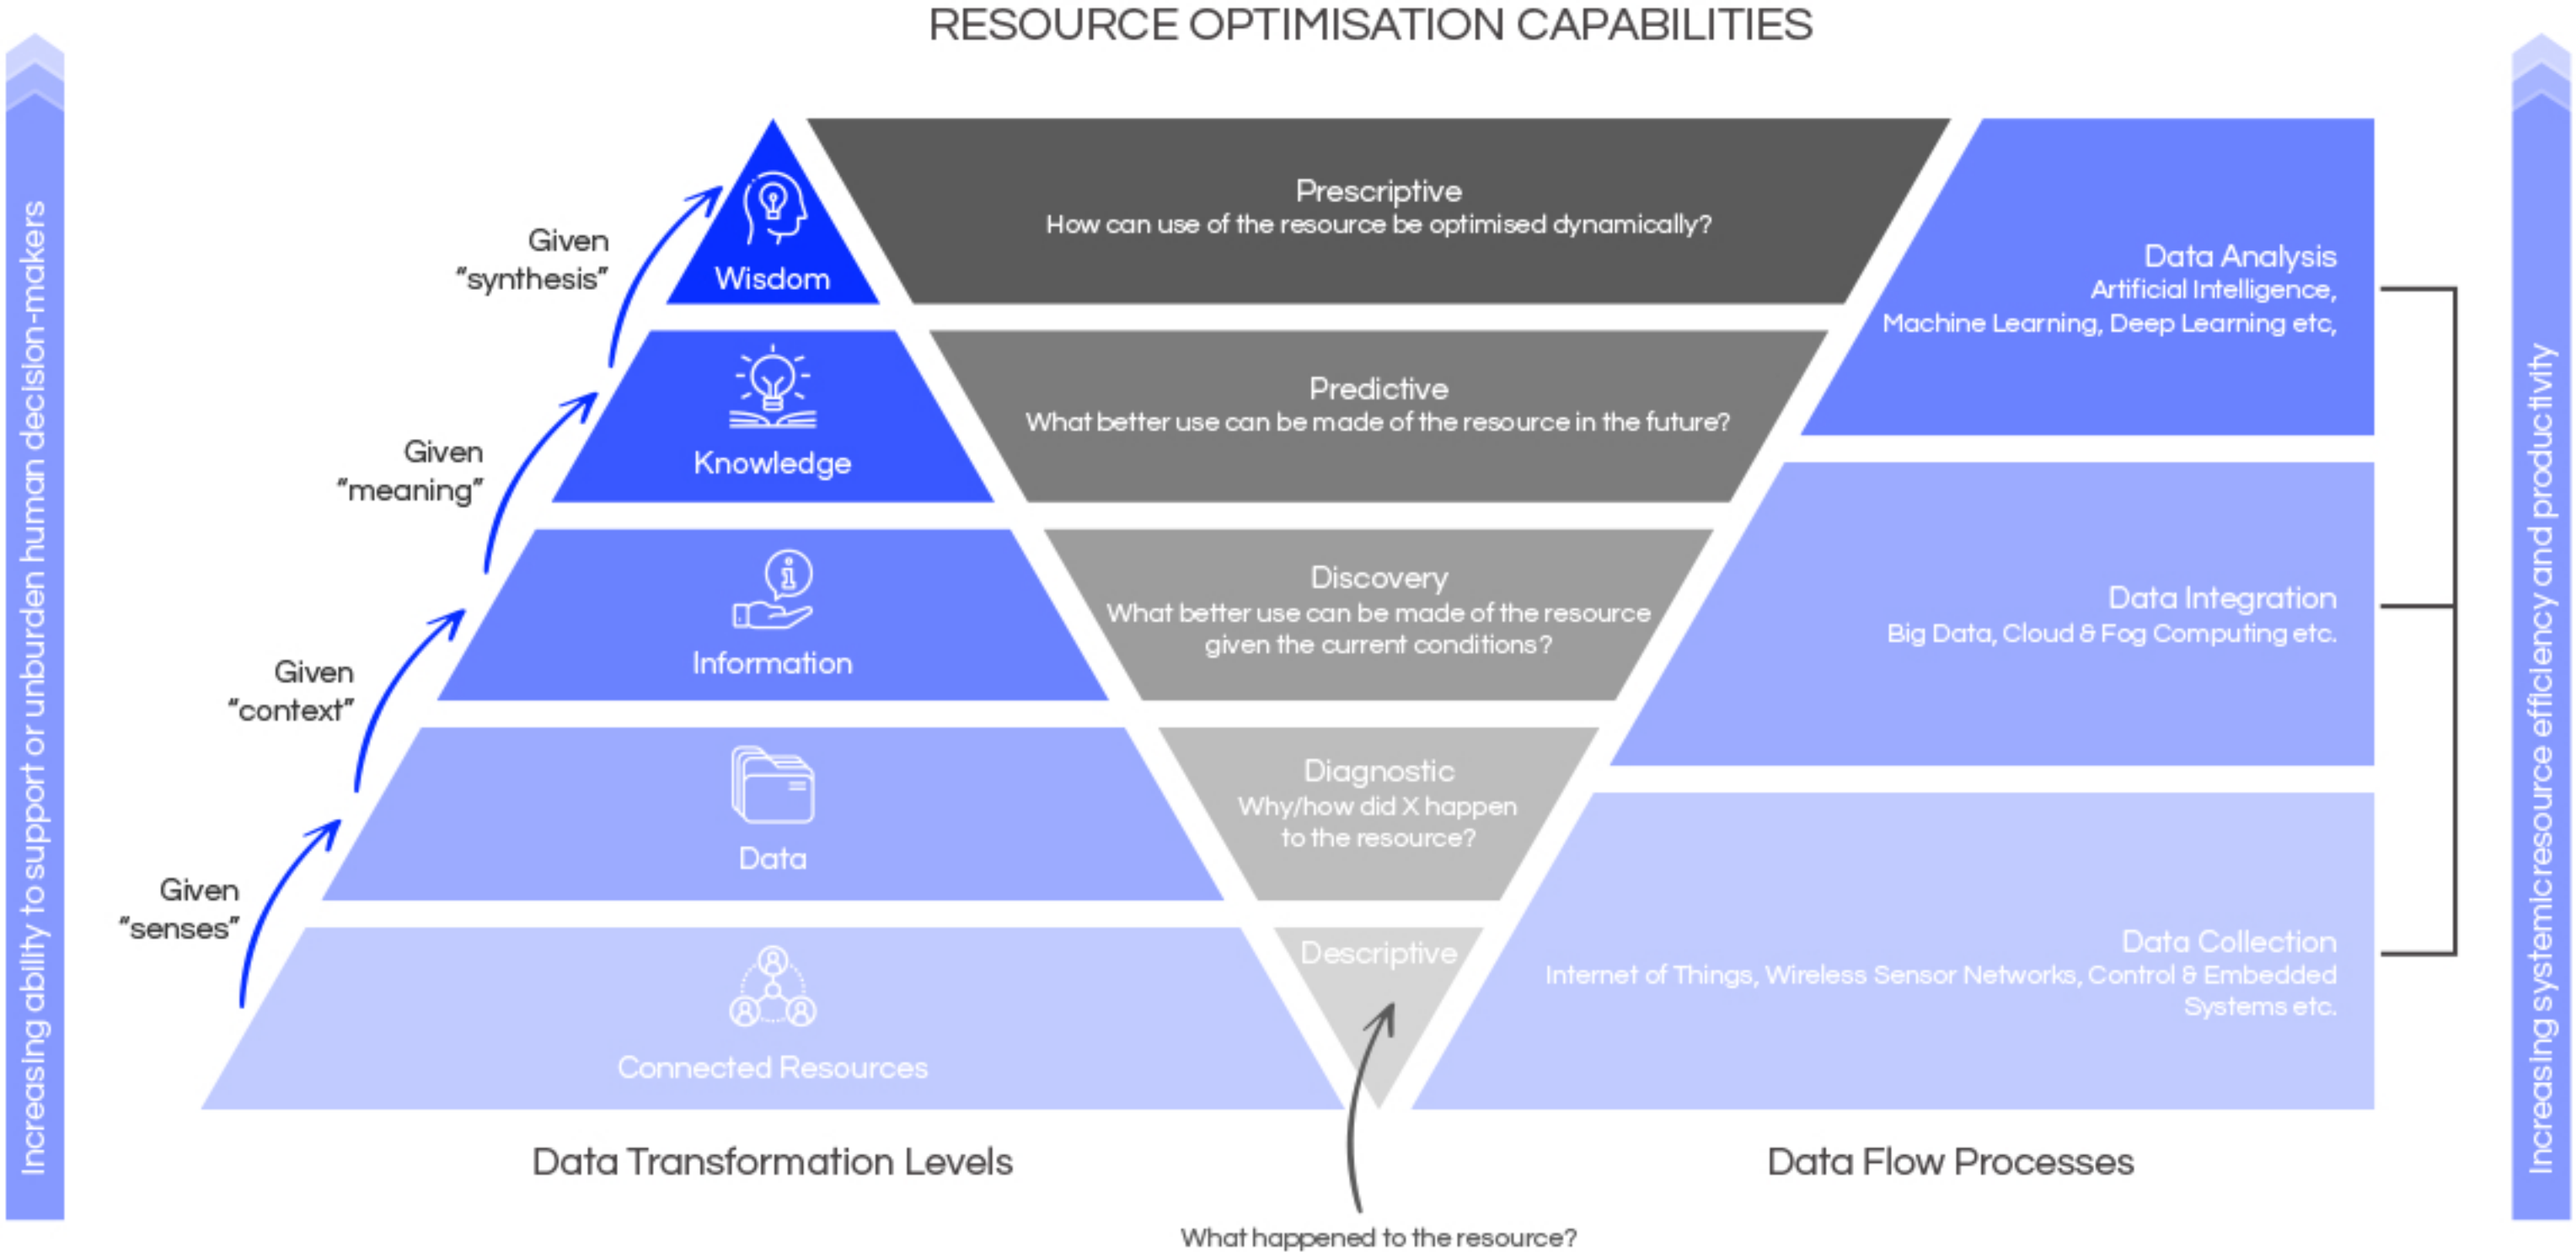 RESOURCE OPTIMISATION CAPABILITIES
Increasing ability to support or unburden human decision-makers
Given
“synthesis”
Given
“meaning”
Given
“context”
Given
“senses”
Wisdom
Knowledge
Information
Data
Connected Resources
Data Transformation Levels
Prescriptive
How can use of the resource be optimised dynamically?
Predictive
What better use can be made of the resource in the future?
Discovery
What better use can be made of the resource
given the current conditions?
Diagnostic
Why/how did X happen
to the resource?
Descriptive
What happened to the resource?
Data Analysis
Artificial Intelligence,
Machine Learning, Deep Learning etc,
Data Integration
Big Data, Cloud & Fog Computing etc.
Data Collection
Internet of Things, Wireless Sensor Networks, Control & Embedded
Systems etc.
Data Flow Processes
Increasing systemicresource efficiency and productivity